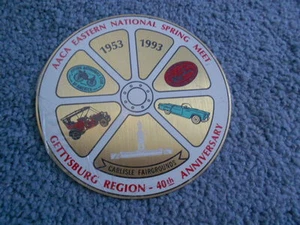 AACA EASTERN NATIONAL SPRING MEET
1953 1993
CARLISLE FAIRGROUNDS
GETTYSBURG REGION - 40th ANNIVERSARY